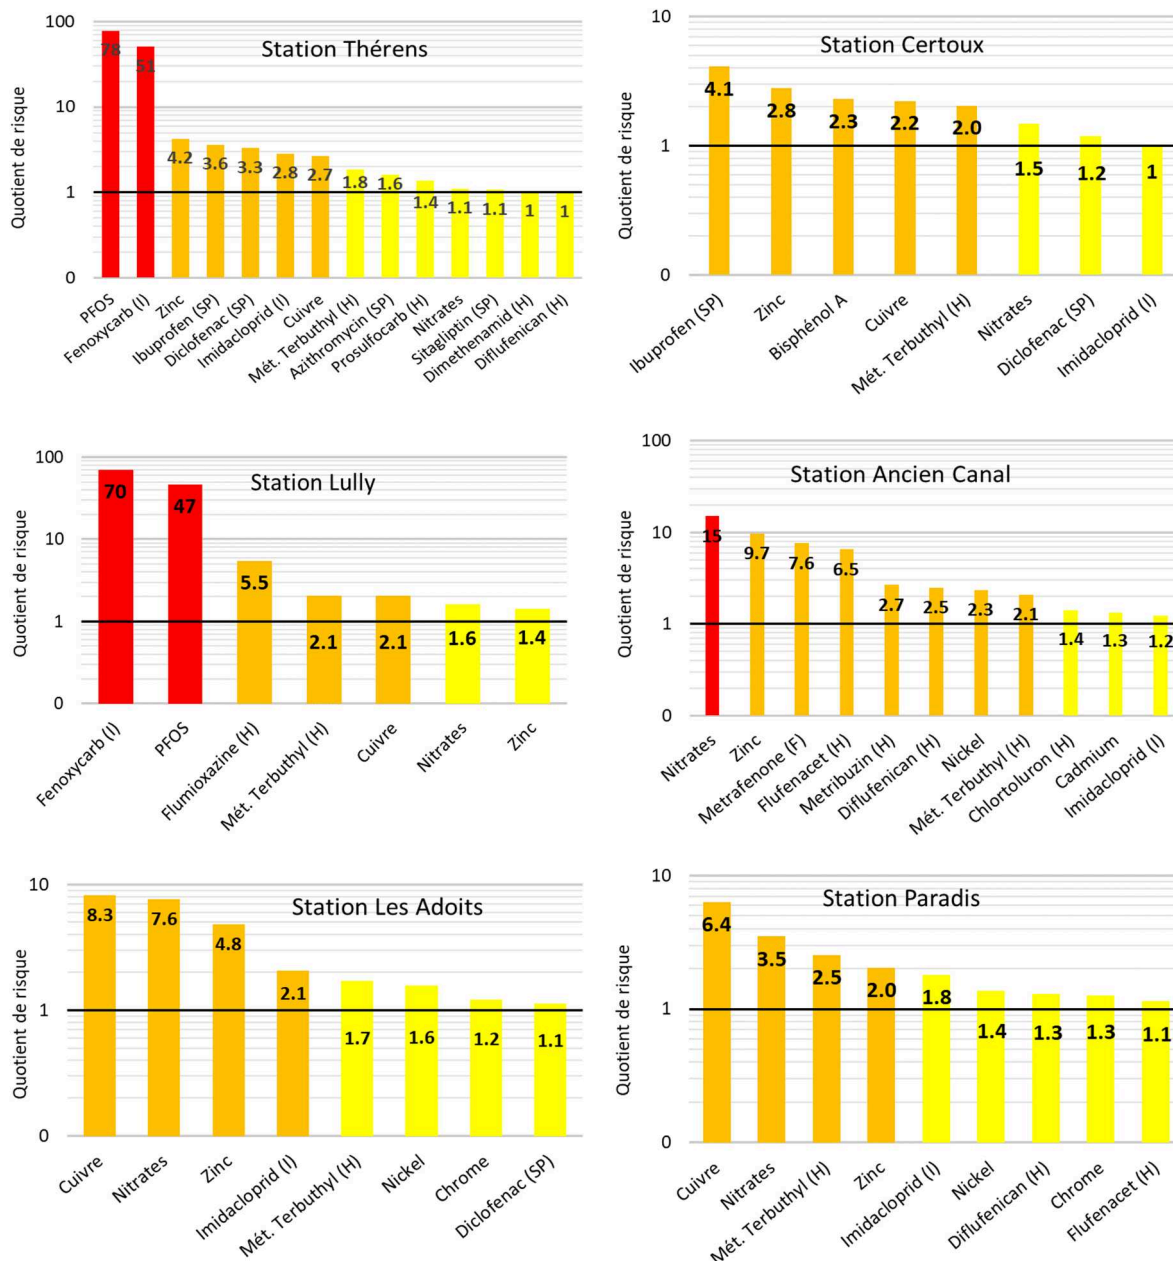 Station Thérens
Quotient de risque
100
10
1
0
78
51
4.2
3.6
3.3
2.8
2.7
1.8
1.6
1.4
1.1
1.1
1
1
PFOS
Fenoxycarb (I)
Zinc
Ibuprofen (SP)
Diclofenac (SP)
Imidacloprid (I)
Cuivre
Mét. Terbuthyl (H)
Azithromycin (SP)
Prosulfocarb (H)
Nitrates
Sitagliptin (SP)
Dimethenamid (H)
Diflufenican (H)
Station Certoux
Quotient de risque
10
1
0
4.1
2.8
2.3
2.2
2.0
1.5
1.2
1
Ibuprofen (SP)
Zinc
Bisphénol A
Cuivre
Mét. Terbuthyl (H)
Nitrates
Diclofenac (SP)
Imidacloprid (I)
Station Lully
Quotient de risque
100
10
1
0
70
47
5.5
2.1
2.1
1.6
1.4
Fenoxycarb (I)
PFOS
Flumioxazine (H)
Mét. Terbuthyl (H)
Cuivre
Nitrates
Zinc
Station Ancien Canal
Quotient de risque
100
10
1
0
15
9.7
7.6
6.5
2.7
2.5
2.3
2.1
1.4
1.3
1.2
Nitrates
Zinc
Metrafenone (F)
Flufenacet (H)
Metribuzin (H)
Diflufenican (H)
Nickel
Mét. Terbuthyl (H)
Chlortoluron (H)
Cadmium
Imidacloprid (I)
Station Les Adoits
Quotient de risque
10
1
0
8.3
7.6
4.8
2.1
1.7
1.6
1.2
1.1
Cuivre
Nitrates
Zinc
Imidacloprid (I)
Mét. Terbuthyl (H)
Nickel
Chrome
Diclofenac (SP)
Station Paradis
Quotient de risque
10
1
0
6.4
3.5
2.5
2.0
1.8
1.4
1.3
1.3
1.1
Cuivre
Nitrates
Mét. Terbuthyl (H)
Zinc
Imidacloprid (I)
Nickel
Diflufenican (H)
Chrome
Flufenacet (H)